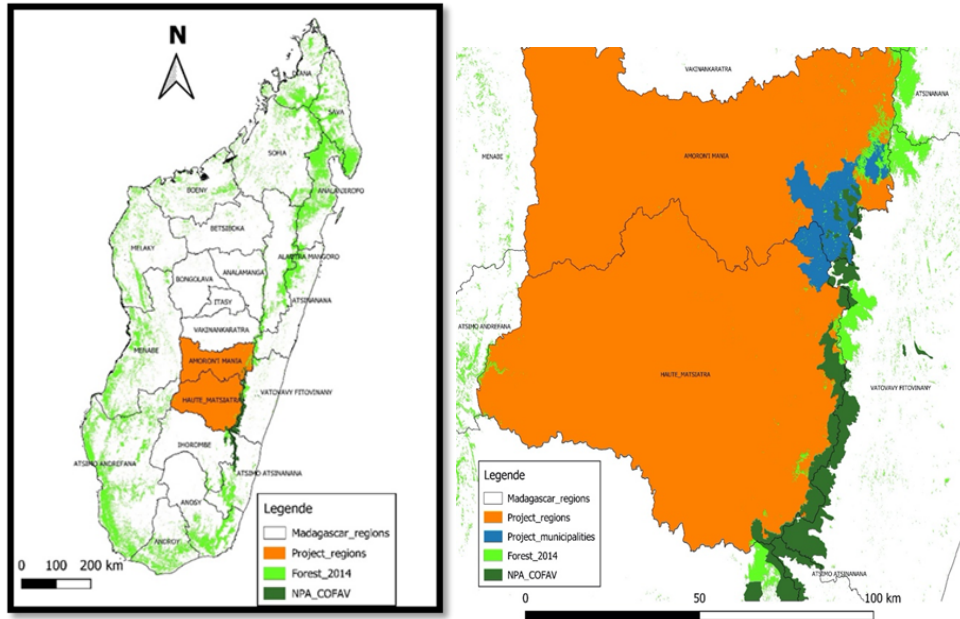 N
DIANA
SAVA
SOFIA
ANALANJIROFO
BOENY
BETSIBOKA
MELAKY
ALAOTRA MANGORO
ANALAMANGA
BONGOLAVA
ITASY
ATSINANANA
VAKINANKARATRA
MENABE
AMORON'I MANIA
HAUTE_MATSIATRA
VATOVAVY FITOVINANY
IHOROMBE
ATSIMO ANDREFANA
ATSIMO ATSINANANA
ANOSY
ANDROY
Legende
Madagascar_regions
Project_regions
Forest_2014
NPA_COFAV
0 100 200 km
VAKINANKARATRA
ATSINANANA
MENABE
AMORON'I MANIA
ATSIMO ANDREFANA
HAUTE_MATSIATRA
VATOVAVY FITOVINANY
Legende
Madagascar_regions
Project_regions
Project_municipalities
Forest_2014
NPA_COFAV
ATSIMO ATSINANANA
0 50 100 km